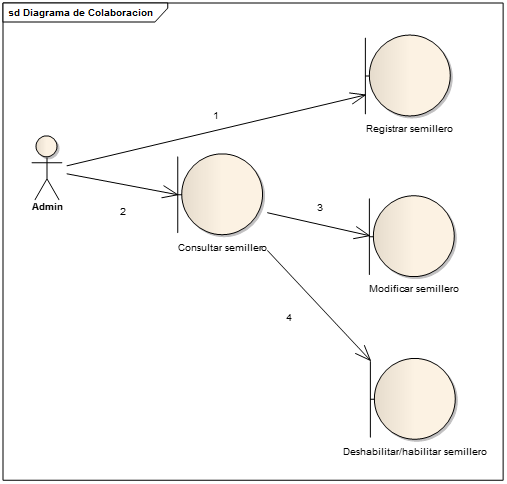 sd Diagrama de Colaboracion
1
Registrar semillero
Admin
2
Consultar semillero
3
Modificar semillero
4
Deshabilitar/habilitar semillero